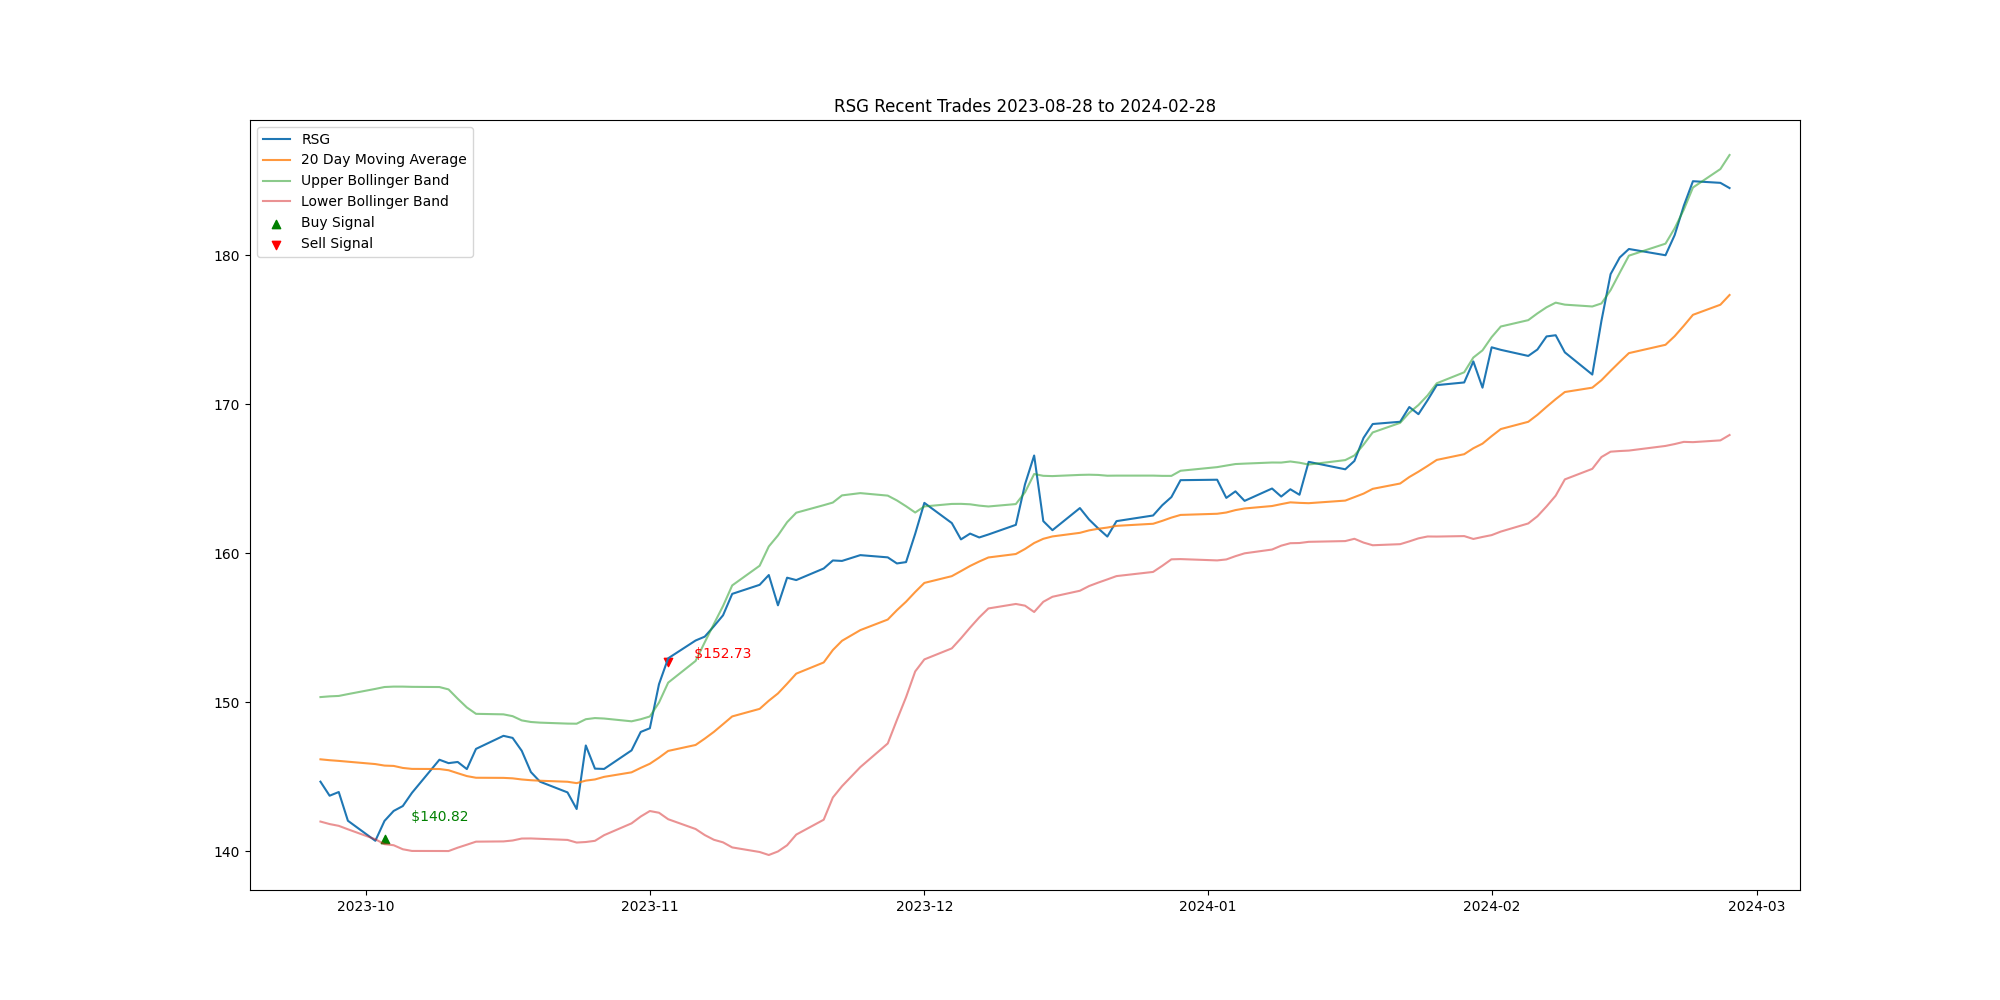 RSG Recent Trades 2023-08-28 to 2024-02-28
RSG
20 Day Moving Average
Upper Bollinger Band
Lower Bollinger Band
Buy Signal
Sell Signal
180
170
160
150
140
$152.73
$140.82
2023-10
2023-11
2023-12
2024-01
2024-02
2024-03